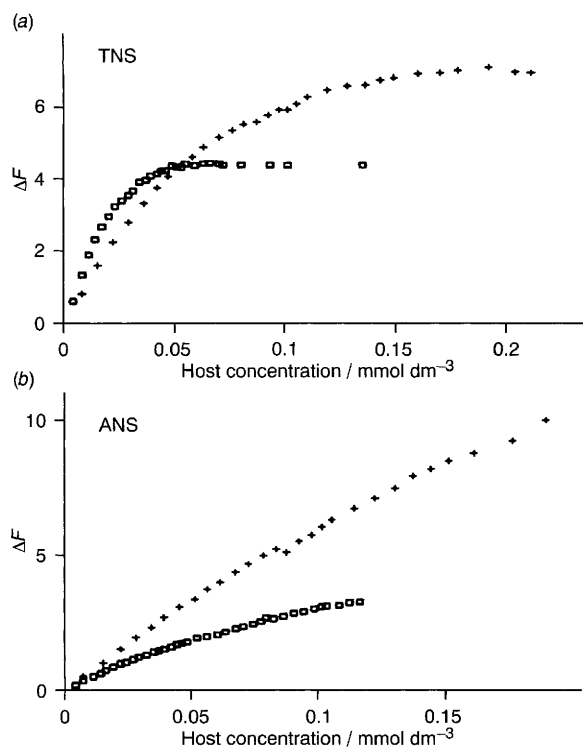 (a)
TNS
6
4
2
0
ΔF
0
0.05
0.1
0.15
0.2
Host concentration / mmol dm⁻³
(b)
ANS
10
5
0
ΔF
0
0.05
0.1
0.15
Host concentration / mmol dm⁻³